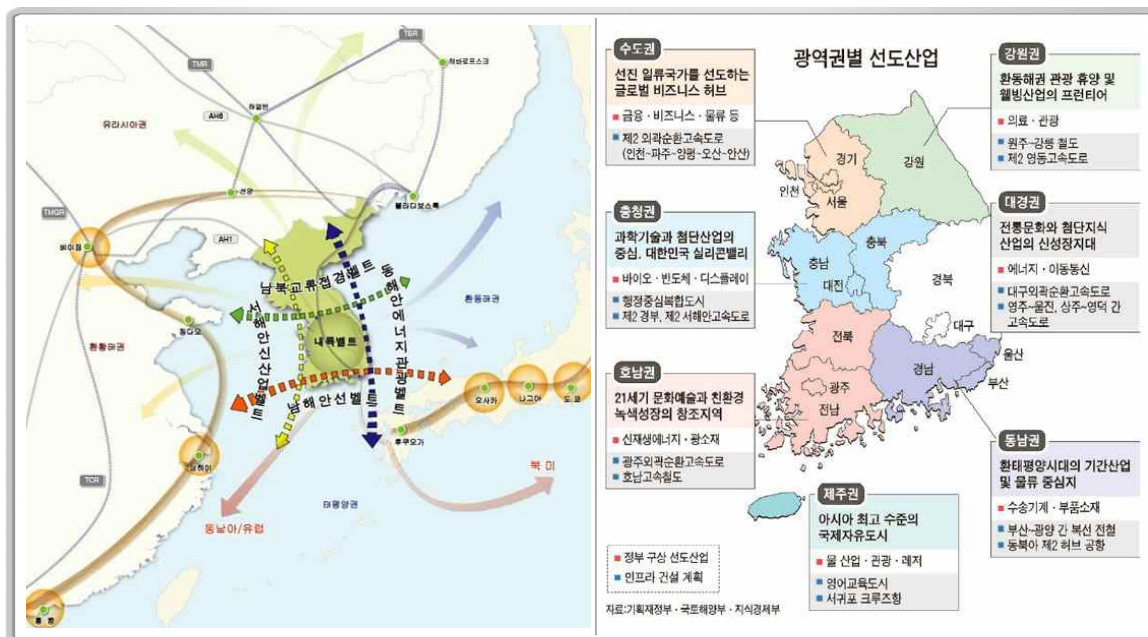 TBR
TMR
하바로프스크
하얼빈
AH6
유라시아권
선양
블라디보스톡
TMGR
베이징
AH1
남북교류접경벨트
동해안에너지관광벨트
환동해권
칭다오
서해안신산업벨트
내륙벨트
환황해권
남해안선벨트
오사카
나고야
도쿄
후쿠오카
상하이
북미
TCR
태평양권
동남아/유럽
홍콩
광역권별 선도산업
수도권
선진 일류국가를 선도하는
글로벌 비즈니스 허브
금융·비즈니스·물류 등
제2 외곽순환고속도로
(인천~파주~양평~오산~안산)
강원권
환동해권 관광 휴양 및
웰빙산업의 프런티어
의료·관광
원주~강릉 철도
제2 영동고속도로
충청권
과학기술과 첨단산업의
중심, 대한민국 실리콘밸리
바이오·반도체·디스플레이
행정중심복합도시
제2 경부, 제2 서해안고속도로
대경권
전통문화와 첨단지식
산업의 신성장지대
에너지·이동통신
대구외곽순환고속도로
영주~울진, 상주~영덕 간
고속도로
호남권
21세기 문화예술과 친환경
녹색성장의 창조지역
신재생에너지·광소재
광주외곽순환고속도로
호남고속철도
동남권
환태평양시대의 기간산업
및 물류 중심지
수송기계·부품소재
부산~광양 간 복선 전철
동북아 제2 허브 공항
제주권
아시아 최고 수준의
국제자유도시
물 산업·관광·레저
영어교육도시
서귀포 크루즈항
경기
강원
인천
서울
충북
충남
대전
경북
전북
대구
울산
경남
부산
광주
전남
정부 구상 선도산업
인프라 건설 계획
자료:기획재정부·국토해양부·지식경제부